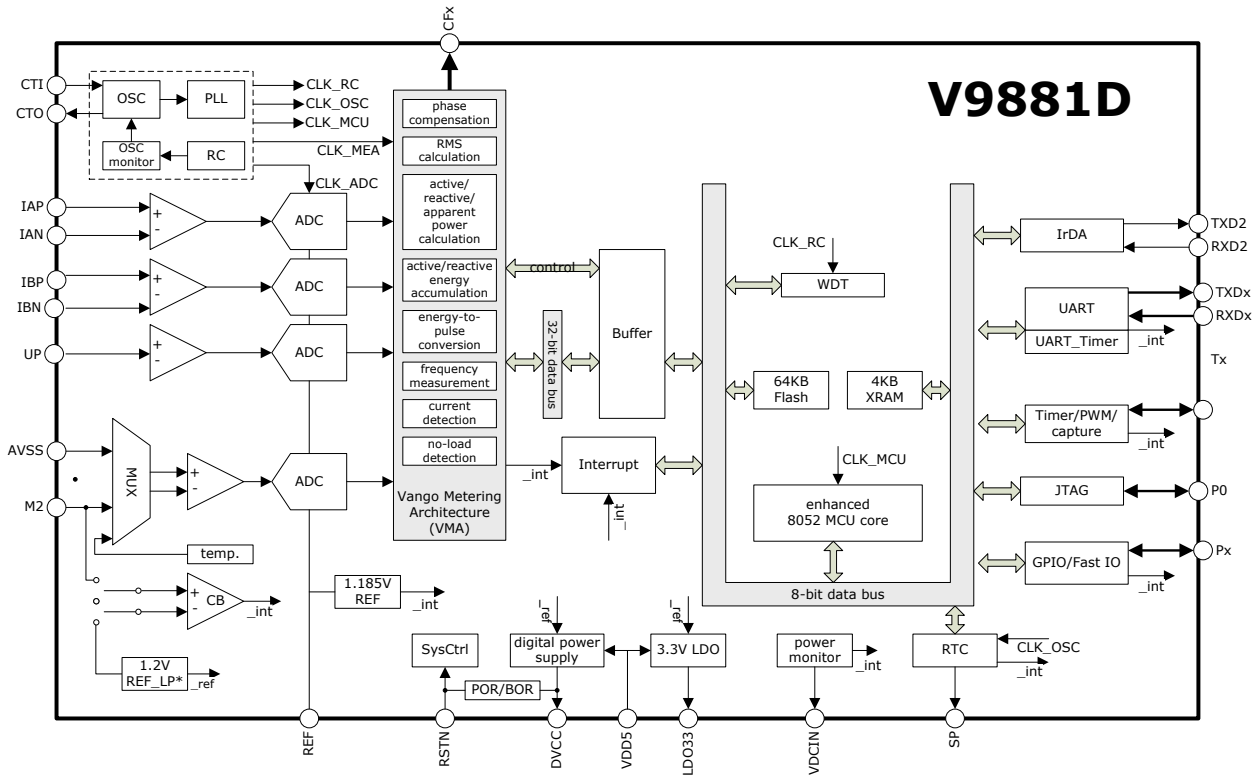 CFx
V9881D
CTI
CTO
OSC
PLL
OSC
monitor
RC
CLK_RC
CLK_OSC
CLK_MCU
CLK_MEA
CLK_ADC
IAP
IAN
+
-
ADC
IBP
IBN
+
-
ADC
UP
+
-
ADC
AVSS
M2
MUX
+
-
ADC
temp.
+
-
CB
_int
1.2V
REF_LP*
_ref
1.185V
REF
_int
phase
compensation
RMS
calculation
active/
reactive/
apparent
power
calculation
active/reactive
energy
accumulation
energy-to-
pulse
conversion
frequency
measurement
current
detection
no-load
detection
Vango Metering
Architecture
(VMA)
control
32-bit data bus
Buffer
_int
Interrupt
_int
CLK_RC
WDT
64KB
Flash
4KB
XRAM
CLK_MCU
enhanced
8052 MCU core
8-bit data bus
IrDA
TXD2
RXD2
UART
UART_Timer
_int
TXDx
RXDx
Tx
Timer/PWM/
capture
_int
JTAG
P0
GPIO/Fast IO
_int
Px
SysCtrl
POR/BOR
_ref
digital power
supply
_ref
3.3V LDO
power
monitor
_int
RTC
CLK_OSC
_int
REF
RSTN
DVCC
VDD5
LDO33
VDCIN
SP